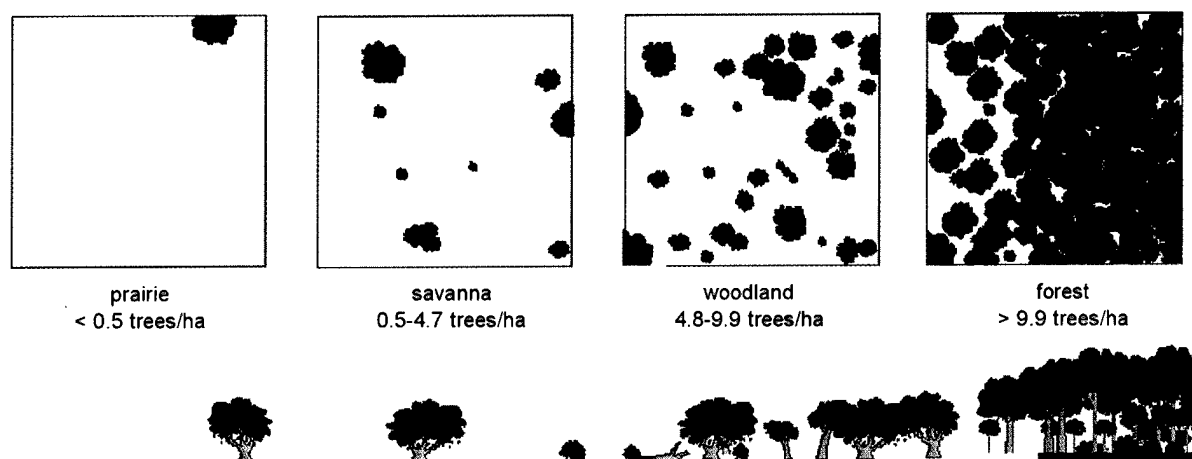 prairie
< 0.5 trees/ha
savanna
0.5-4.7 trees/ha
woodland
4.8-9.9 trees/ha
forest
> 9.9 trees/ha